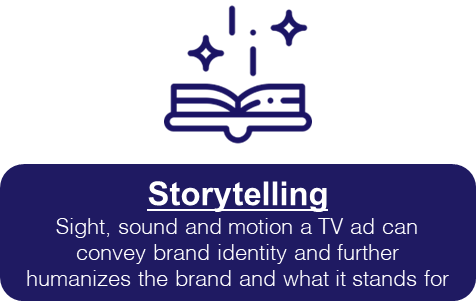 Storytelling
Sight, sound and motion a TV ad can
convey brand identity and further
humanizes the brand and what it stands for